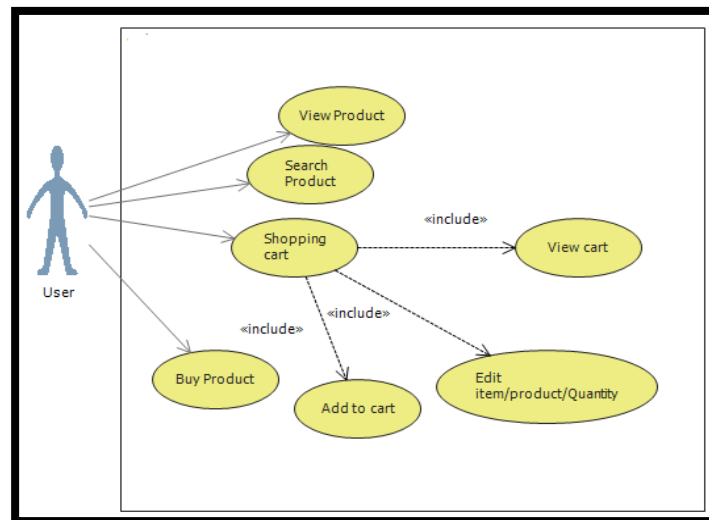 View Product
Search
Product
Shopping
cart
«include»
View cart
User
«include»
«include»
Buy Product
Add to cart
Edit
item/product/Quantity